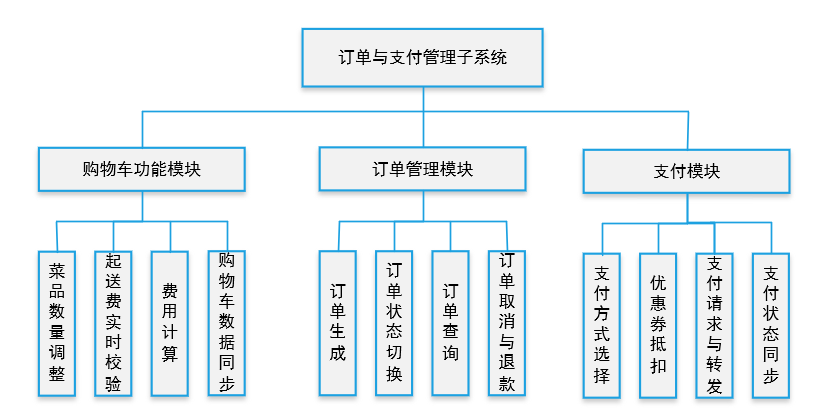 订单与支付管理子系统
购物车功能模块
订单管理模块
支付模块
菜品数量调整
起送费实时校验
费用计算
购物车数据同步
订单生成
订单状态切换
订单查询
订单取消与退款
支付方式选择
优惠券抵扣
支付请求与转发
支付状态同步